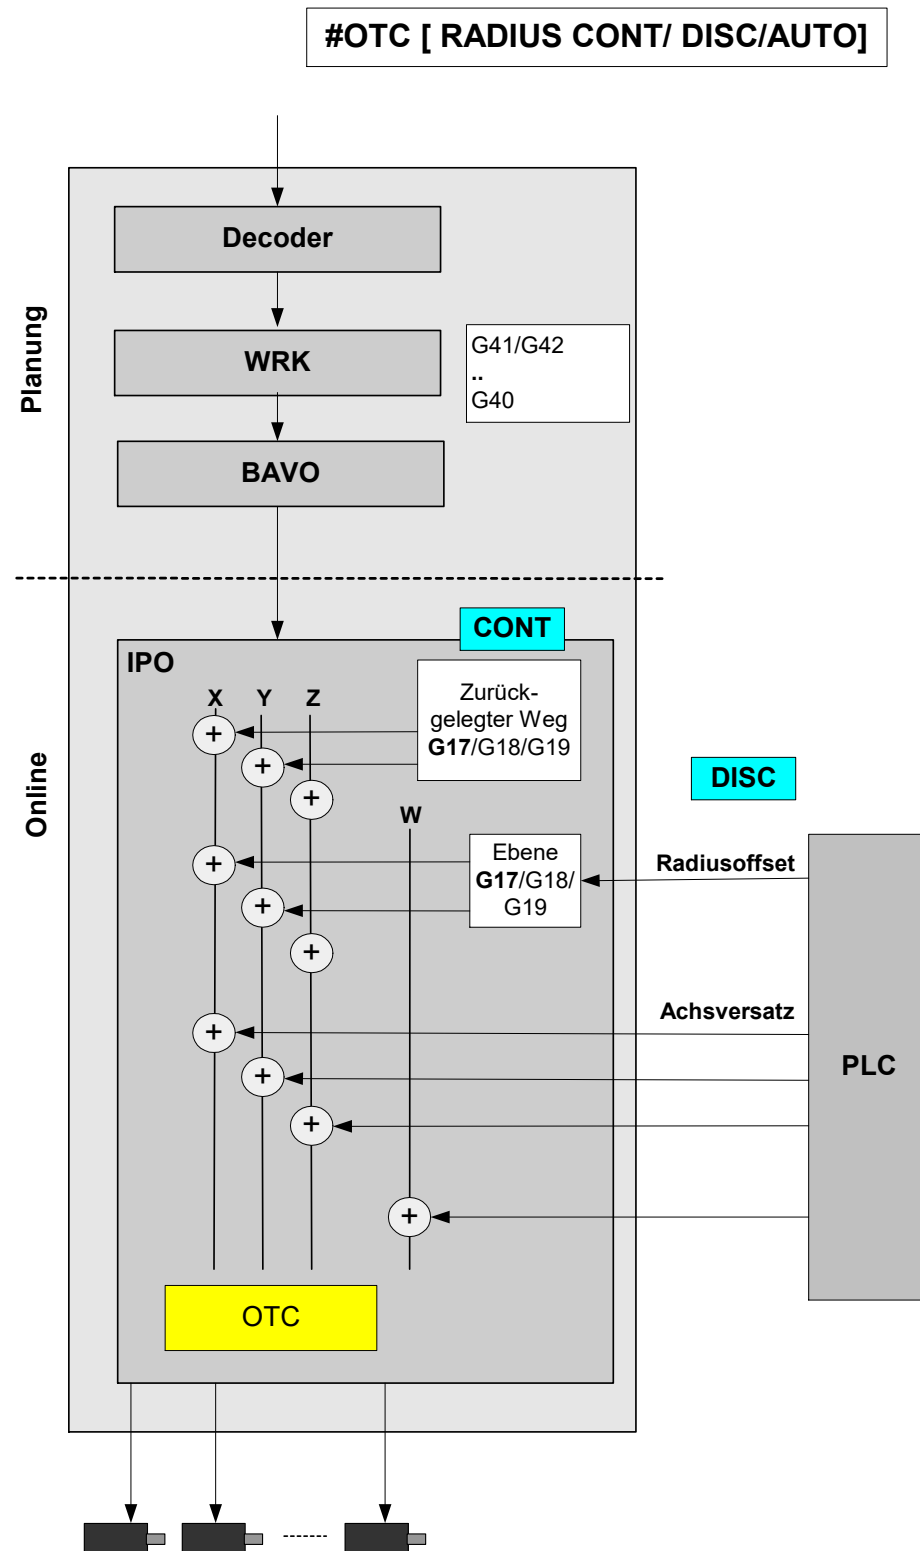 #OTC [ RADIUS CONT/ DISC/AUTO]
Planung
Decoder
WRK
G41/G42
..
G40
BAVO
Online
CONT
IPO
X Y Z
Zurück-
gelegter Weg
G17/G18/G19
+
+
+
DISC
W
Ebene
G17/G18/
G19
Radiusoffset
+
+
+
Achsversatz
+
+
+
+
PLC
OTC